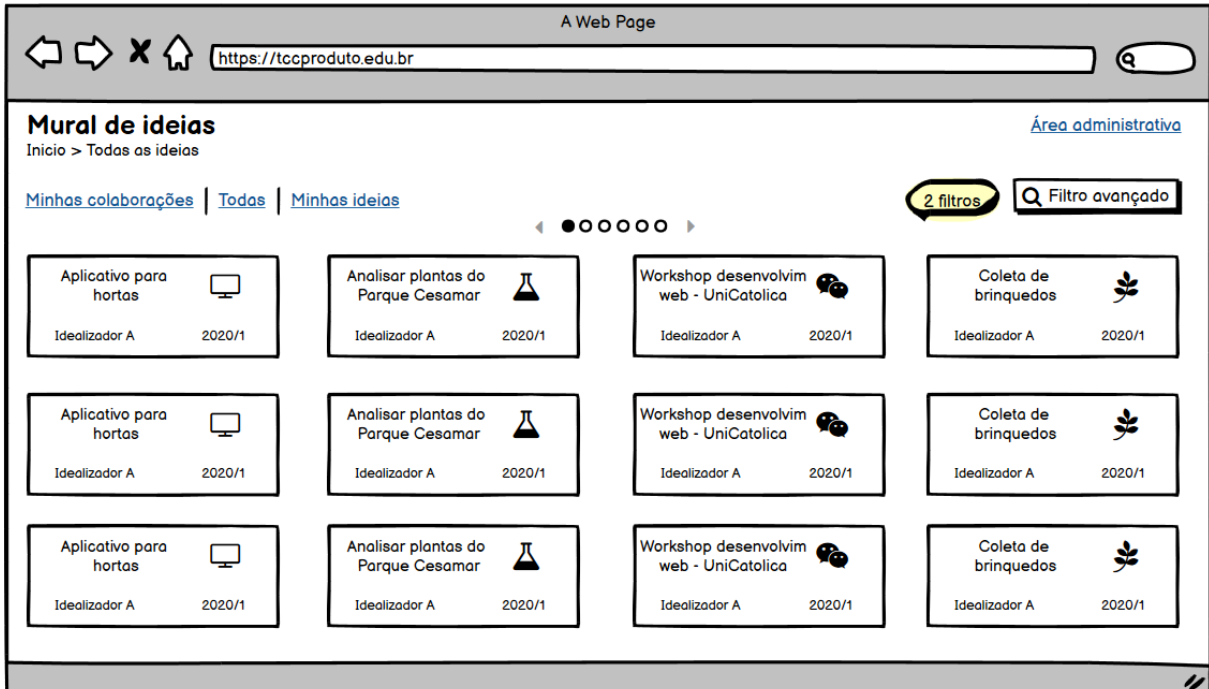 A Web Page
https://tccproduto.edu.br
Mural de ideias
Área administrativa
Inicio > Todas as ideias
Minhas colaborações | Todas | Minhas ideias
2 filtros
Filtro avançado
Aplicativo para
hortas
Idealizador A 2020/1
Analisar plantas do
Parque Cesamar
Idealizador A 2020/1
Workshop desenvolvim
web - UniCatolica
Idealizador A 2020/1
Coleta de
brinquedos
Idealizador A 2020/1
Aplicativo para
hortas
Idealizador A 2020/1
Analisar plantas do
Parque Cesamar
Idealizador A 2020/1
Workshop desenvolvim
web - UniCatolica
Idealizador A 2020/1
Coleta de
brinquedos
Idealizador A 2020/1
Aplicativo para
hortas
Idealizador A 2020/1
Analisar plantas do
Parque Cesamar
Idealizador A 2020/1
Workshop desenvolvim
web - UniCatolica
Idealizador A 2020/1
Coleta de
brinquedos
Idealizador A 2020/1